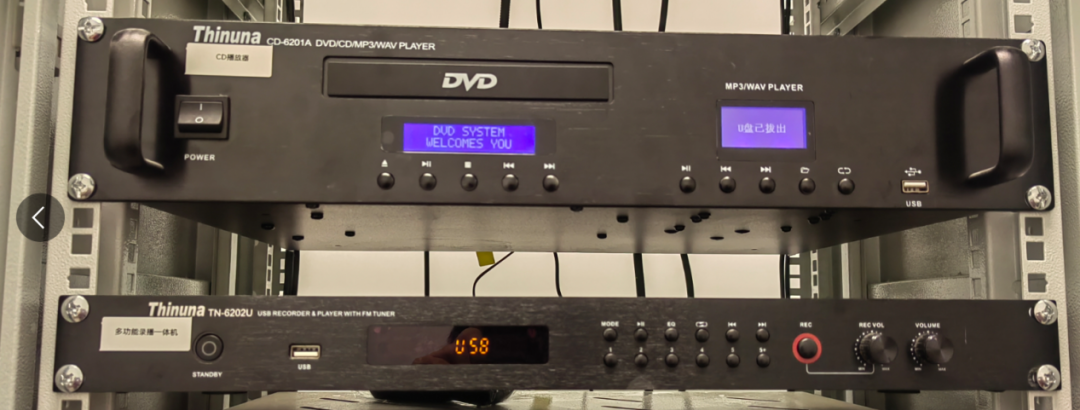 Thinuna CD-6201A DVD/CD/MP3/WAV PLAYER
CD播放器
DVD
MP3/WAV PLAYER
DVD SYSTEM
WELCOMES YOU
U盘已拔出
POWER
USB
Thinuna TN-6202U USB RECORDER & PLAYER WITH FM TUNER
多功能录播一体机
STANDBY
USB
USB
MODE
EQ
REC
REC VOL
VOLUME